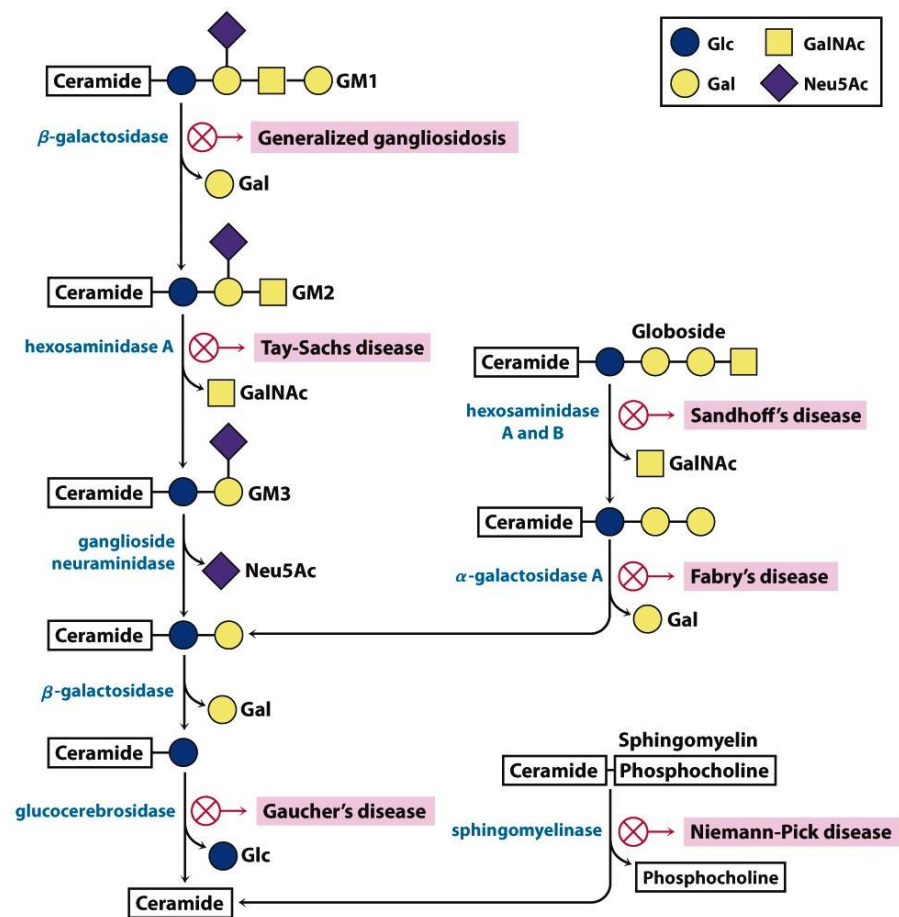 Glc
GalNAc
Gal
Neu5Ac
Ceramide
GM1
β-galactosidase
Generalized gangliosidosis
Gal
Ceramide
GM2
hexosaminidase A
Tay-Sachs disease
GalNAc
Ceramide
GM3
ganglioside
neuraminidase
Neu5Ac
Globoside
Ceramide
hexosaminidase
A and B
Sandhoff's disease
GalNAc
Ceramide
α-galactosidase A
Fabry's disease
Gal
Ceramide
β-galactosidase
Gal
Ceramide
glucocerebrosidase
Gaucher's disease
Glc
Sphingomyelin
Ceramide
Phosphocholine
sphingomyelinase
Niemann-Pick disease
Phosphocholine
Ceramide